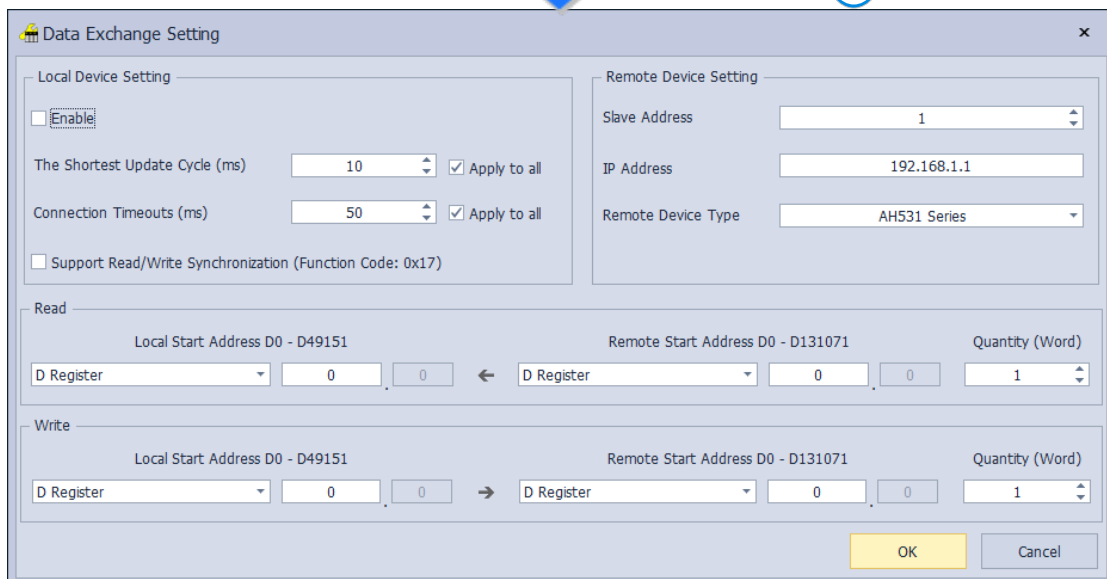 Data Exchange Setting
Local Device Setting
Enable
The Shortest Update Cycle (ms) 10 Apply to all
Connection Timeouts (ms) 50 Apply to all
Support Read/Write Synchronization (Function Code: 0x17)
Remote Device Setting
Slave Address 1
IP Address 192.168.1.1
Remote Device Type AH531 Series
Read
Local Start Address D0 - D49151 Remote Start Address D0 - D131071 Quantity (Word)
D Register 0 . 0 ← D Register 0 . 0 1
Write
Local Start Address D0 - D49151 Remote Start Address D0 - D131071 Quantity (Word)
D Register 0 . 0 → D Register 0 . 0 1
OK Cancel